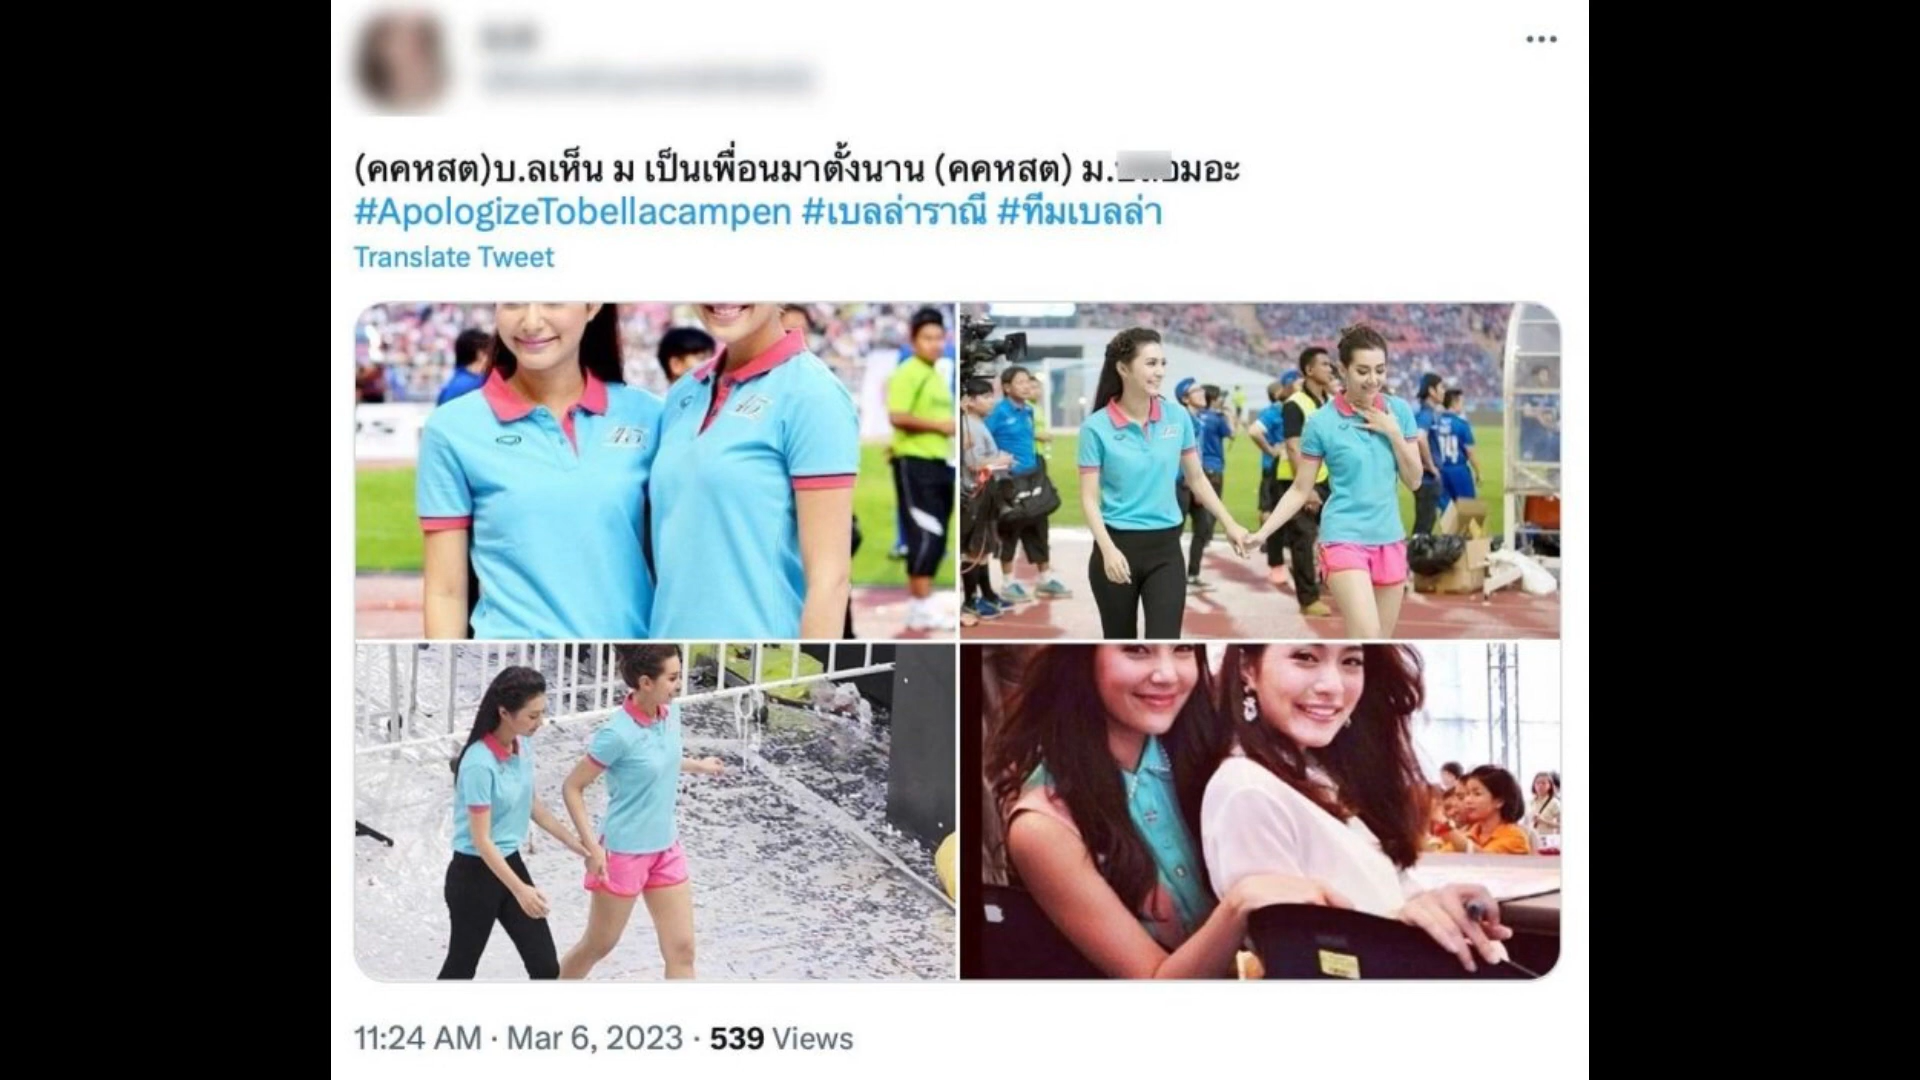 (คคหสต)บ.ลเห็น ม เป็นเพื่อนมาตั้งนาน (คคหสต) ม.
#ApologizeTobellacampen #เบลล่าราณี #ทีมเบลล่า
Translate Tweet
45
14
11:24 AM · Mar 6, 2023 · 539 Views